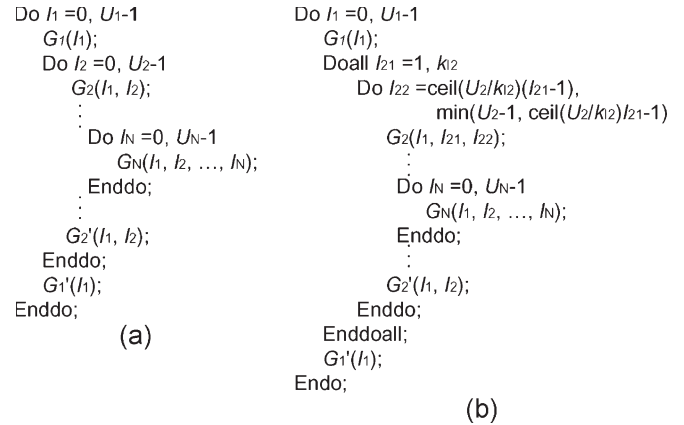 Do I1 =0, U1-1
G1(I1);
Do I2 =0, U2-1
G2(I1, I2);
⋮
Do IN =0, UN-1
GN(I1, I2, ..., IN);
Enddo;
⋮
G2'(I1, I2);
Enddo;
G1'(I1);
Enddo;
(a)
Do I1 =0, U1-1
G1(I1);
Doall I21 =1, kI2
Do I22 =ceil(U2/kI2)(I21-1),
min(U2-1, ceil(U2/kI2)I21-1)
G2(I1, I21, I22);
⋮
Do IN =0, UN-1
GN(I1, I2, ..., IN);
Enddo;
⋮
G2'(I1, I2);
Enddo;
Enddoall;
G1'(I1);
Endo;
(b)